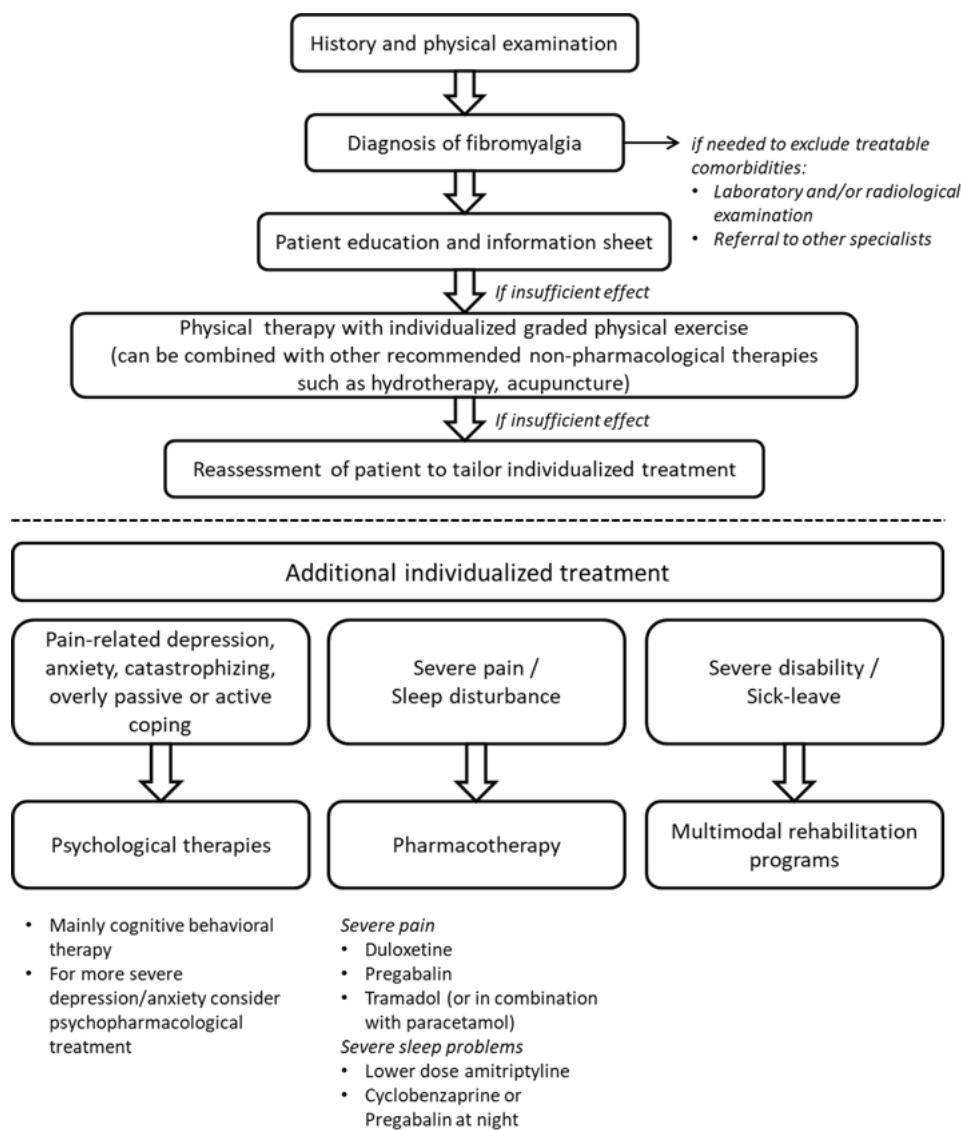 History and physical examination
Diagnosis of fibromyalgia
if needed to exclude treatable
comorbidities:
• Laboratory and/or radiological
examination
• Referral to other specialists
Patient education and information sheet
If insufficient effect
Physical therapy with individualized graded physical exercise
(can be combined with other recommended non-pharmacological therapies
such as hydrotherapy, acupuncture)
If insufficient effect
Reassessment of patient to tailor individualized treatment
Additional individualized treatment
Pain-related depression,
anxiety, catastrophizing,
overly passive or active
coping
Severe pain /
Sleep disturbance
Severe disability /
Sick-leave
Psychological therapies
Pharmacotherapy
Multimodal rehabilitation
programs
• Mainly cognitive behavioral
therapy
• For more severe
depression/anxiety consider
psychopharmacological
treatment
Severe pain
• Duloxetine
• Pregabalin
• Tramadol (or in combination
with paracetamol)
Severe sleep problems
• Lower dose amitriptyline
• Cyclobenzaprine or
Pregabalin at night